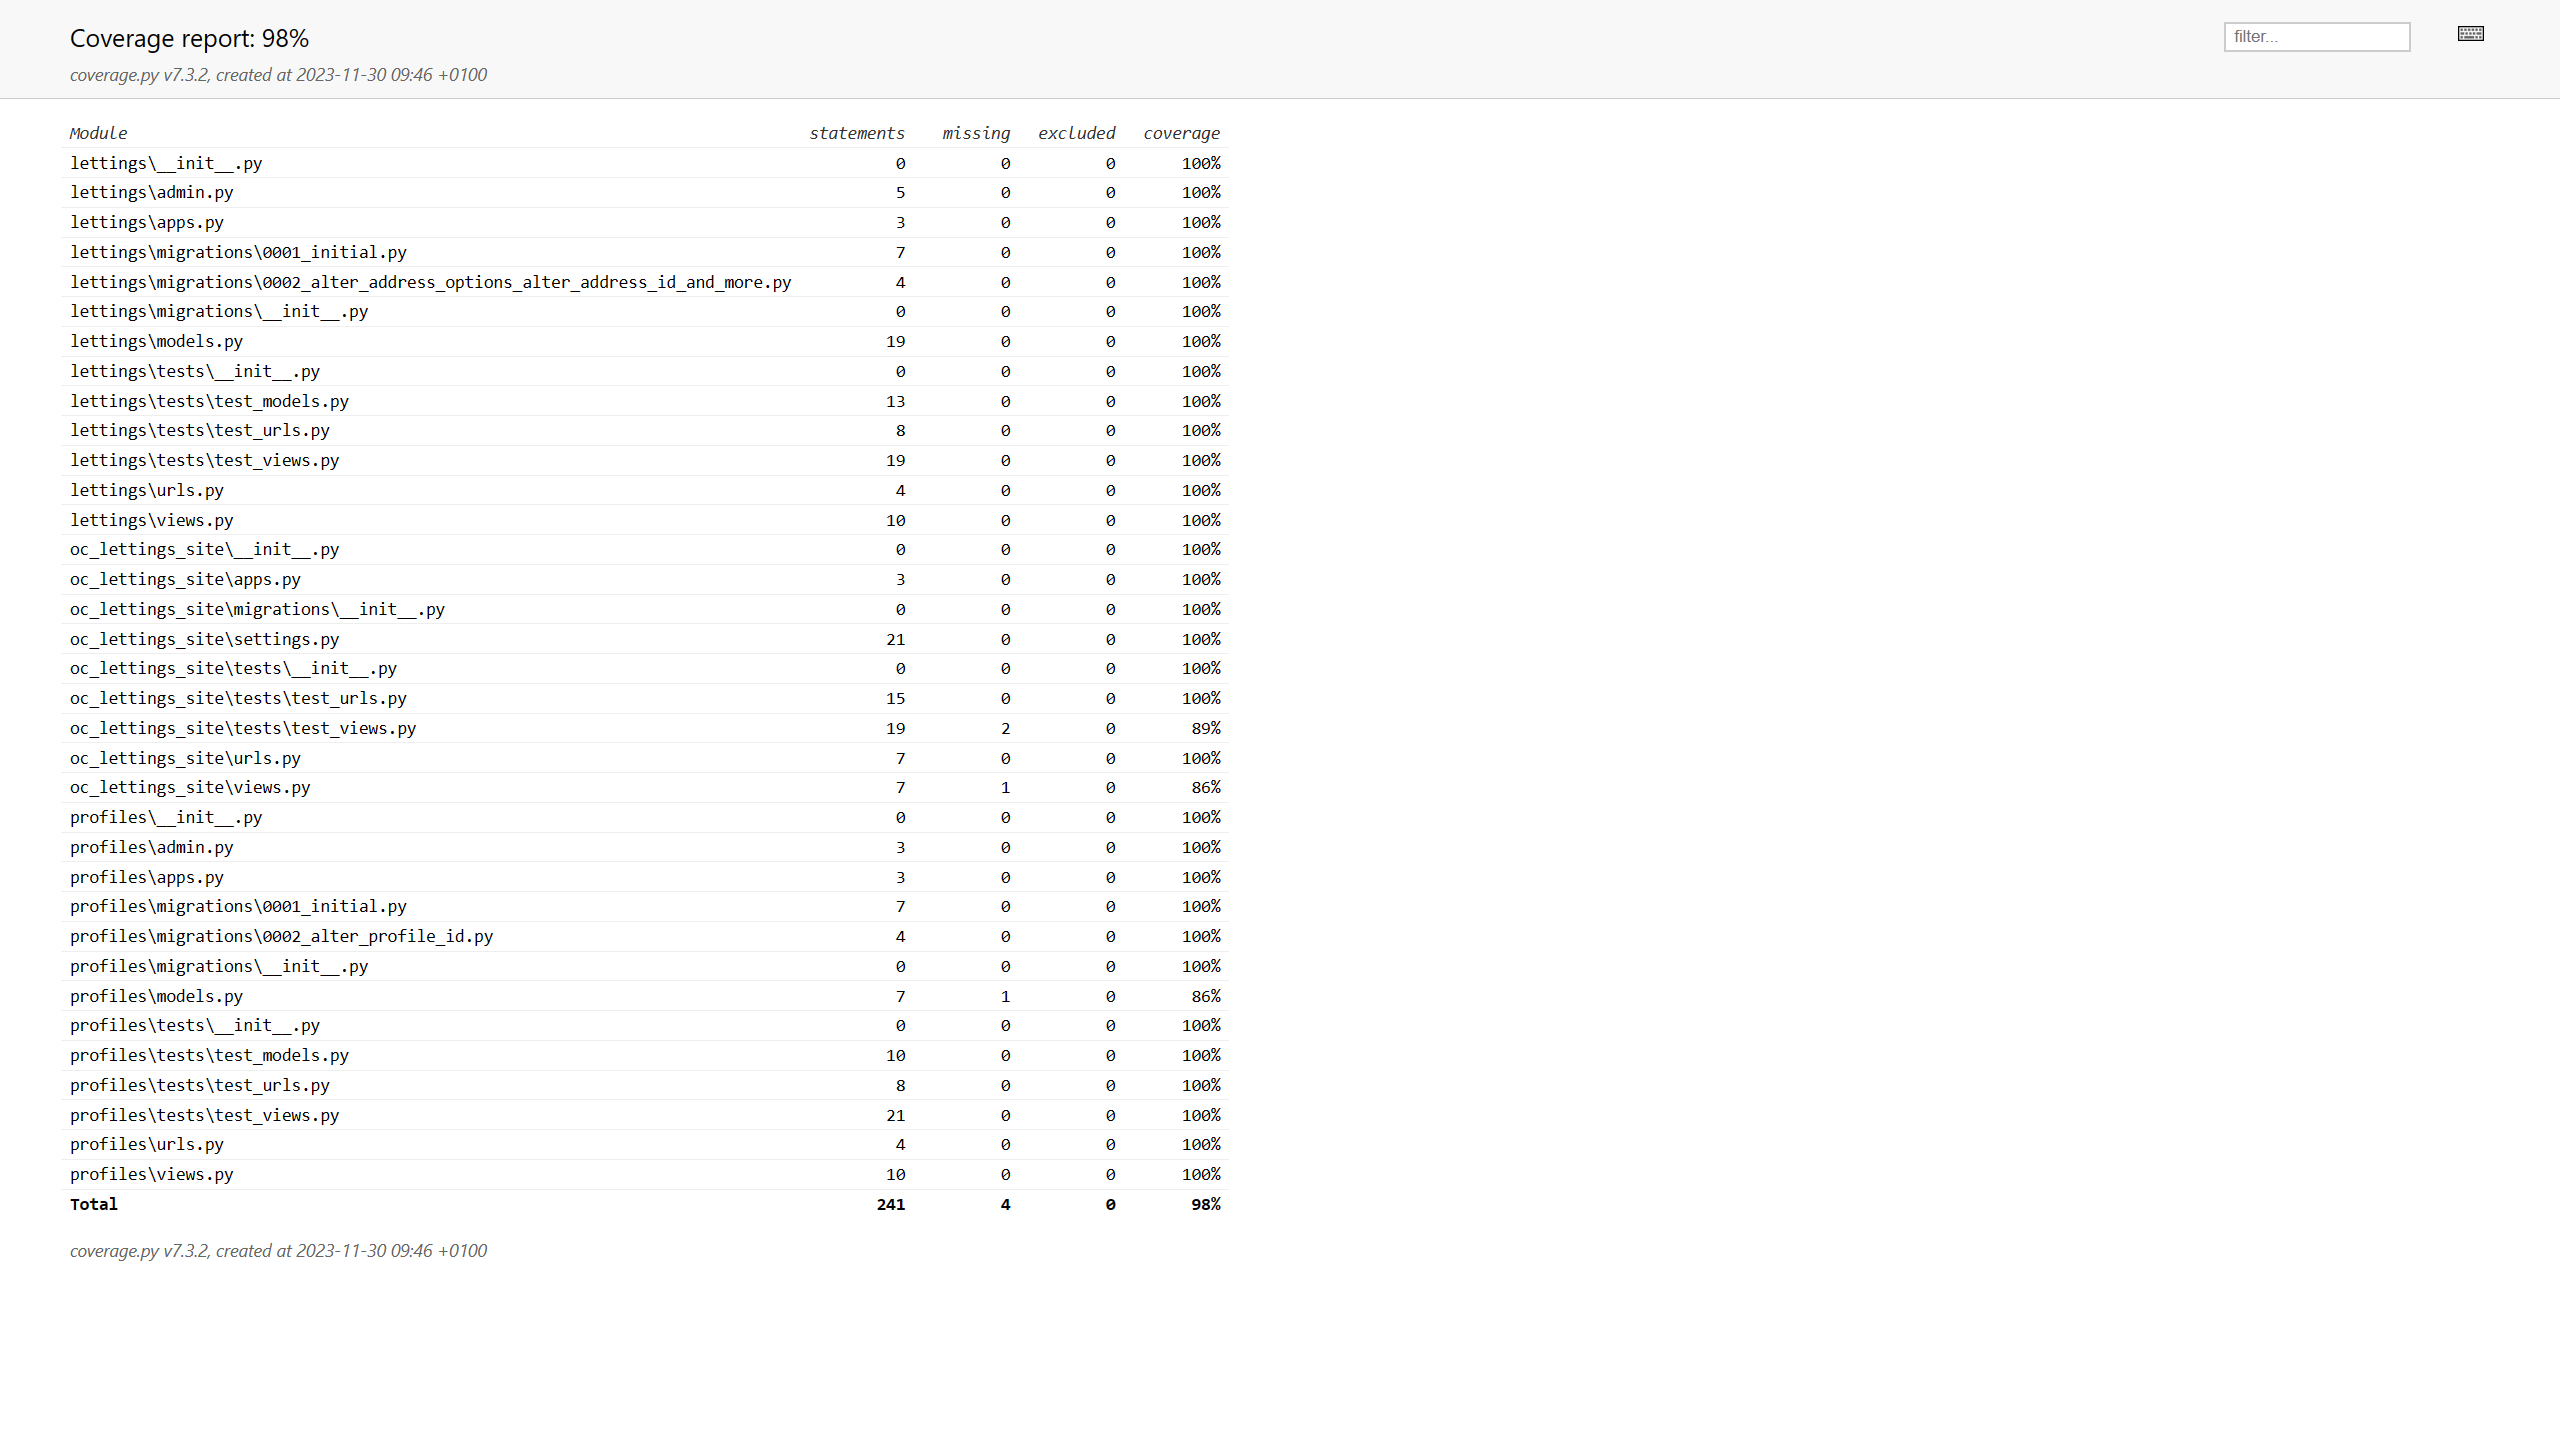 Coverage report: 98%
filter...
coverage.py v7.3.2, created at 2023-11-30 09:46 +0100
Module statements missing excluded coverage
lettings\__init__.py 0 0 0 100%
lettings\admin.py 5 0 0 100%
lettings\apps.py 3 0 0 100%
lettings\migrations\0001_initial.py 7 0 0 100%
lettings\migrations\0002_alter_address_options_alter_address_id_and_more.py 4 0 0 100%
lettings\migrations\__init__.py 0 0 0 100%
lettings\models.py 19 0 0 100%
lettings\tests\__init__.py 0 0 0 100%
lettings\tests\test_models.py 13 0 0 100%
lettings\tests\test_urls.py 8 0 0 100%
lettings\tests\test_views.py 19 0 0 100%
lettings\urls.py 4 0 0 100%
lettings\views.py 10 0 0 100%
oc_lettings_site\__init__.py 0 0 0 100%
oc_lettings_site\apps.py 3 0 0 100%
oc_lettings_site\migrations\__init__.py 0 0 0 100%
oc_lettings_site\settings.py 21 0 0 100%
oc_lettings_site\tests\__init__.py 0 0 0 100%
oc_lettings_site\tests\test_urls.py 15 0 0 100%
oc_lettings_site\tests\test_views.py 19 2 0 89%
oc_lettings_site\urls.py 7 0 0 100%
oc_lettings_site\views.py 7 1 0 86%
profiles\__init__.py 0 0 0 100%
profiles\admin.py 3 0 0 100%
profiles\apps.py 3 0 0 100%
profiles\migrations\0001_initial.py 7 0 0 100%
profiles\migrations\0002_alter_profile_id.py 4 0 0 100%
profiles\migrations\__init__.py 0 0 0 100%
profiles\models.py 7 1 0 86%
profiles\tests\__init__.py 0 0 0 100%
profiles\tests\test_models.py 10 0 0 100%
profiles\tests\test_urls.py 8 0 0 100%
profiles\tests\test_views.py 21 0 0 100%
profiles\urls.py 4 0 0 100%
profiles\views.py 10 0 0 100%
Total 241 4 0 98%
coverage.py v7.3.2, created at 2023-11-30 09:46 +0100